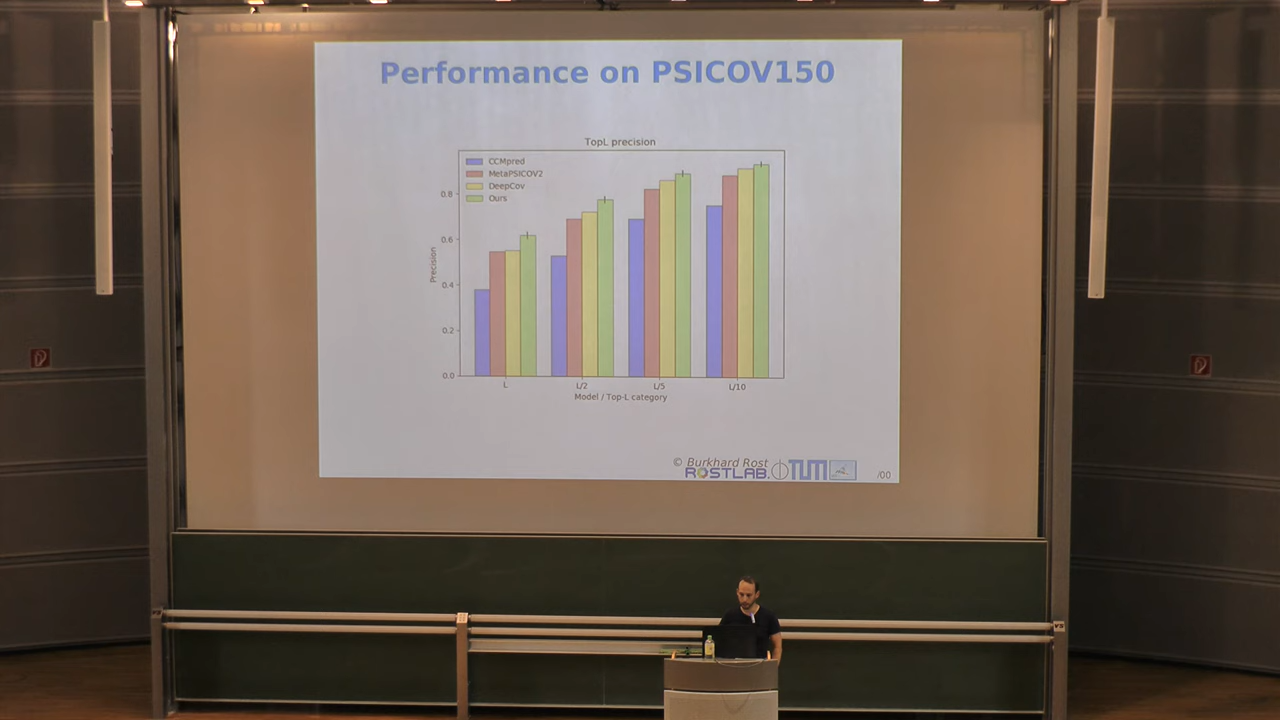 Performance on PSICOV150
TopL precision
CCMpred
MetaPSICOV2
DeepCov
Ours
Precision
0.8
0.6
0.4
0.2
0.0
L
L/2
L/5
L/10
Model / Top-L category
© Burkhard Rost
ROSTLAB.
TUM
/00